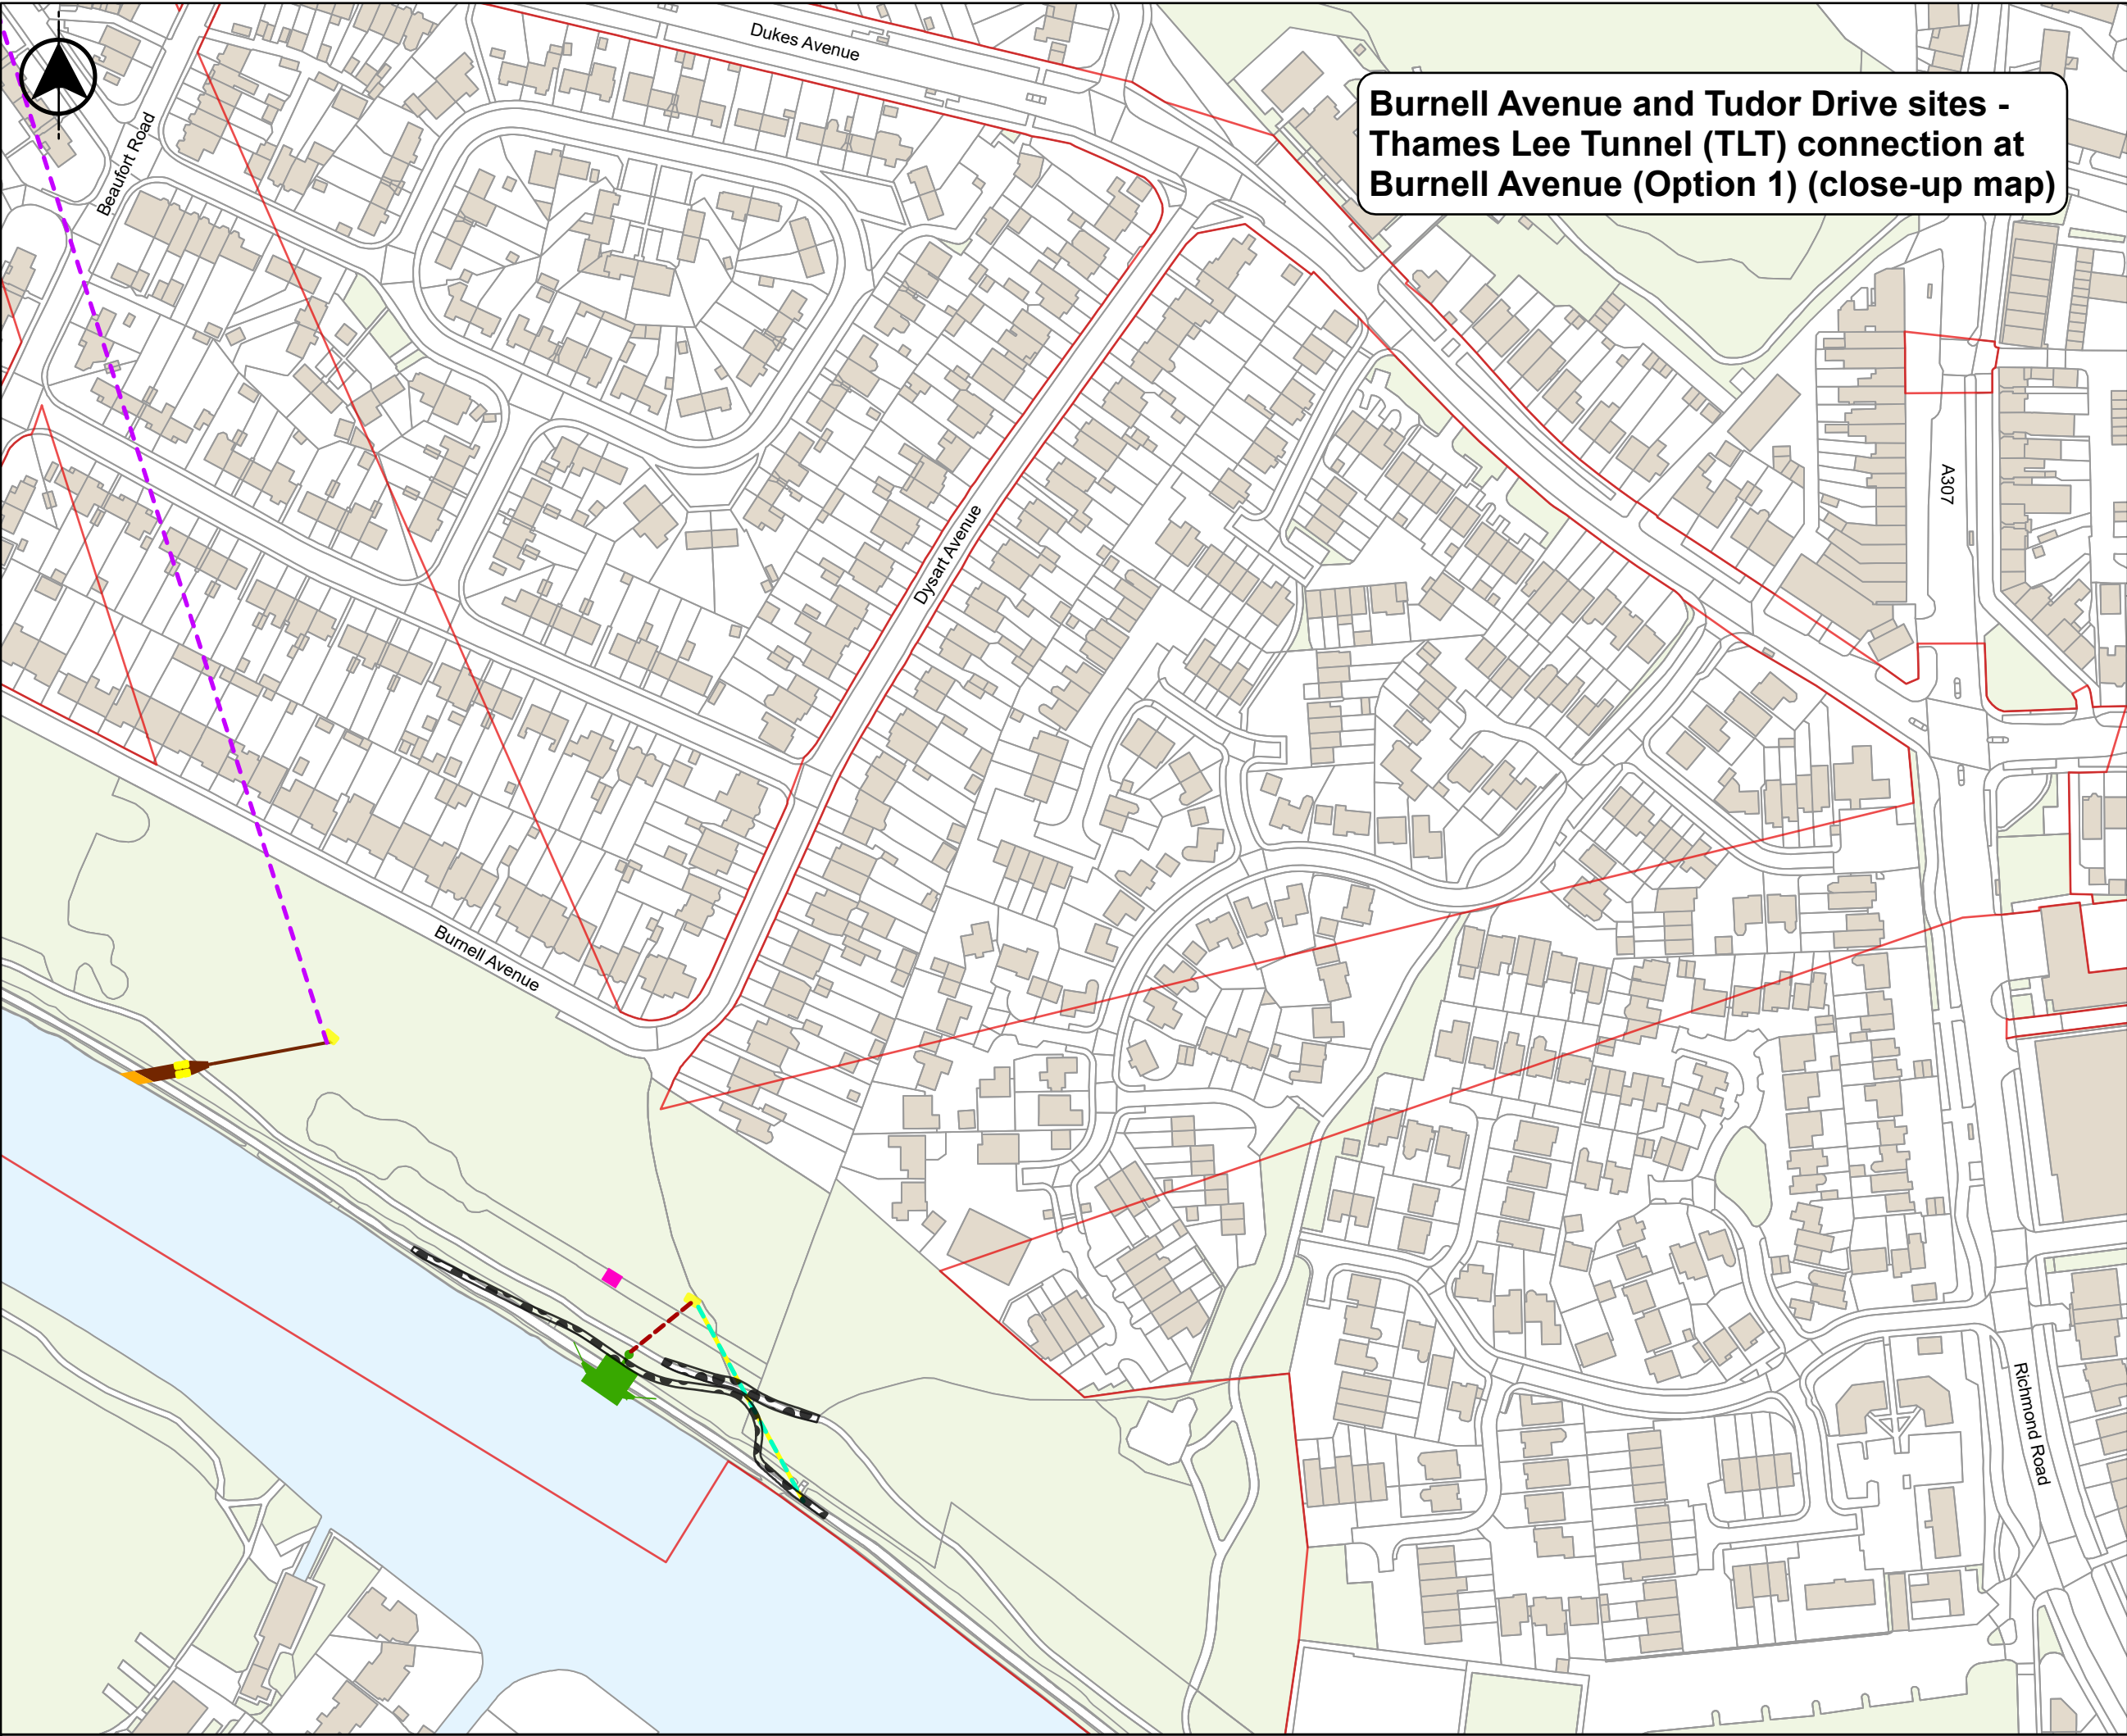 Dukes Avenue
Burnell Avenue and Tudor Drive sites -
Thames Lee Tunnel (TLT) connection at
Burnell Avenue (Option 1) (close-up map)
Beaufort Road
A307
Dysart Avenue
Burnell Avenue
Richmond Road